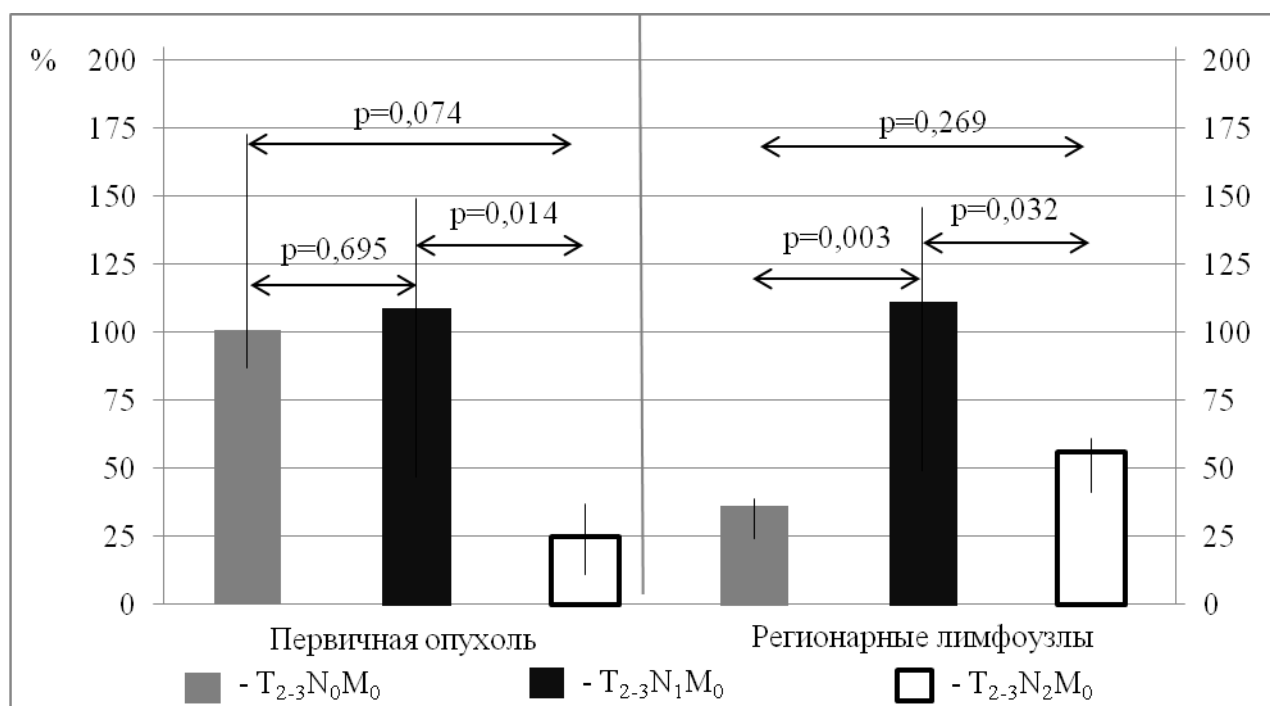 % 200 200
p=0,074
175 p=0,269 175
150 150
p=0,014 p=0,032
p=0,695 p=0,003
125 125
100 100
75 75
50 50
25 25
0 0
Первичная опухоль Регионарные лимфоузлы
- T₂₋₃N₀M₀ - T₂₋₃N₁M₀ - T₂₋₃N₂M₀